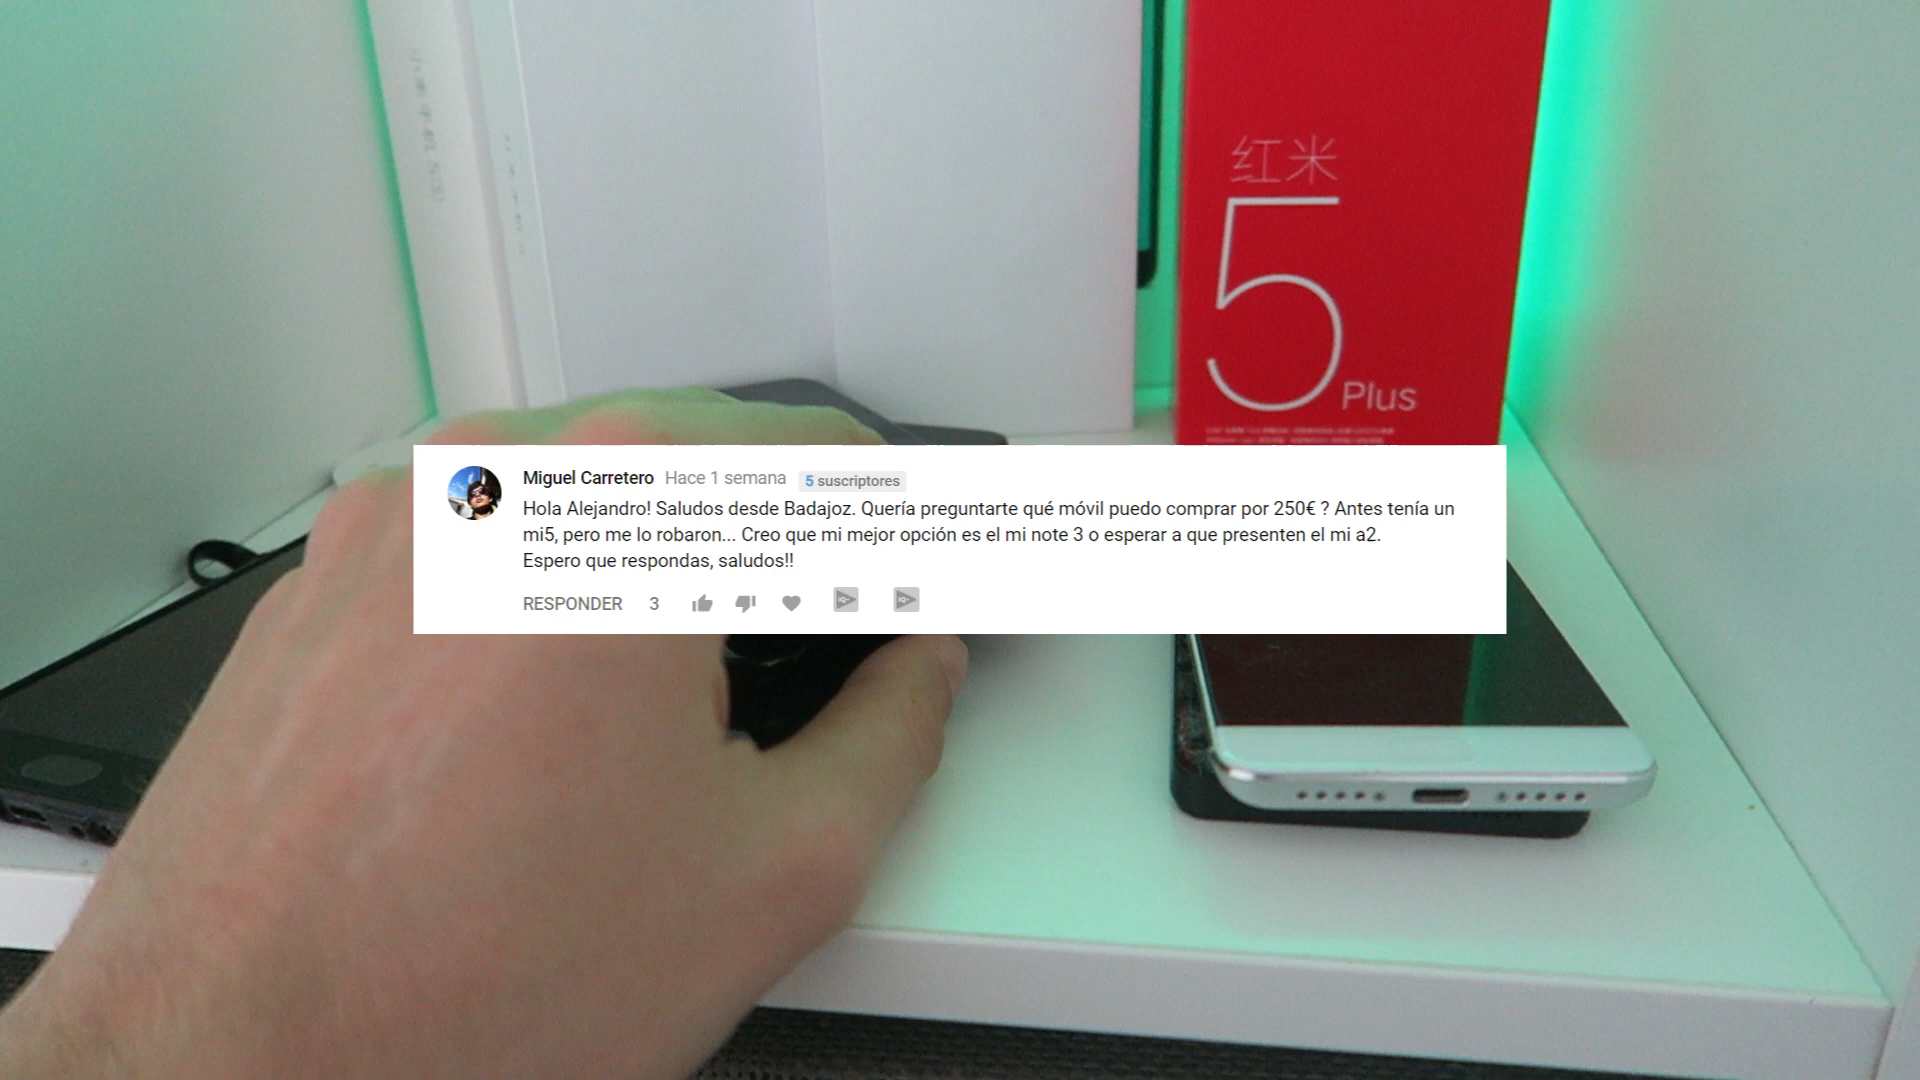 红米
5
Plus
Miguel Carretero Hace 1 semana 5 suscriptores
Hola Alejandro! Saludos desde Badajoz. Quería preguntarte qué móvil puedo comprar por 250€ ? Antes tenía un
mi5, pero me lo robaron... Creo que mi mejor opción es el mi note 3 o esperar a que presenten el mi a2.
Espero que respondas, saludos!!
RESPONDER 3